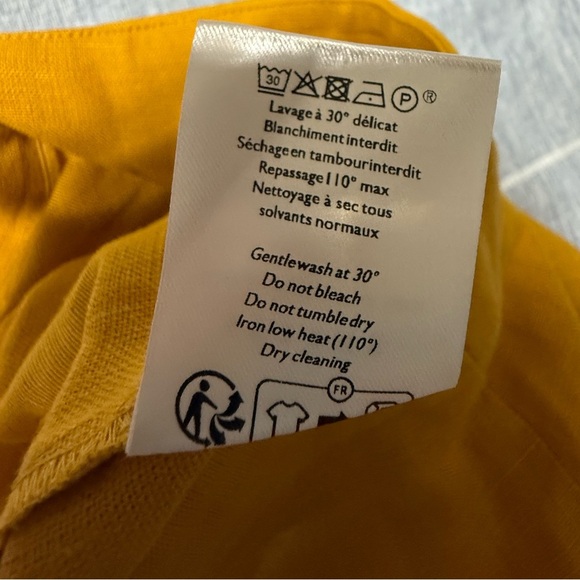 30 P ®
Lavage à 30° délicat
Blanchiment interdit
Séchage en tambour interdit
Repassage 110° max
Nettoyage à sec tous
solvants normaux
Gentle wash at 30°
Do not bleach
Do not tumble dry
Iron low heat (110°)
Dry cleaning
FR